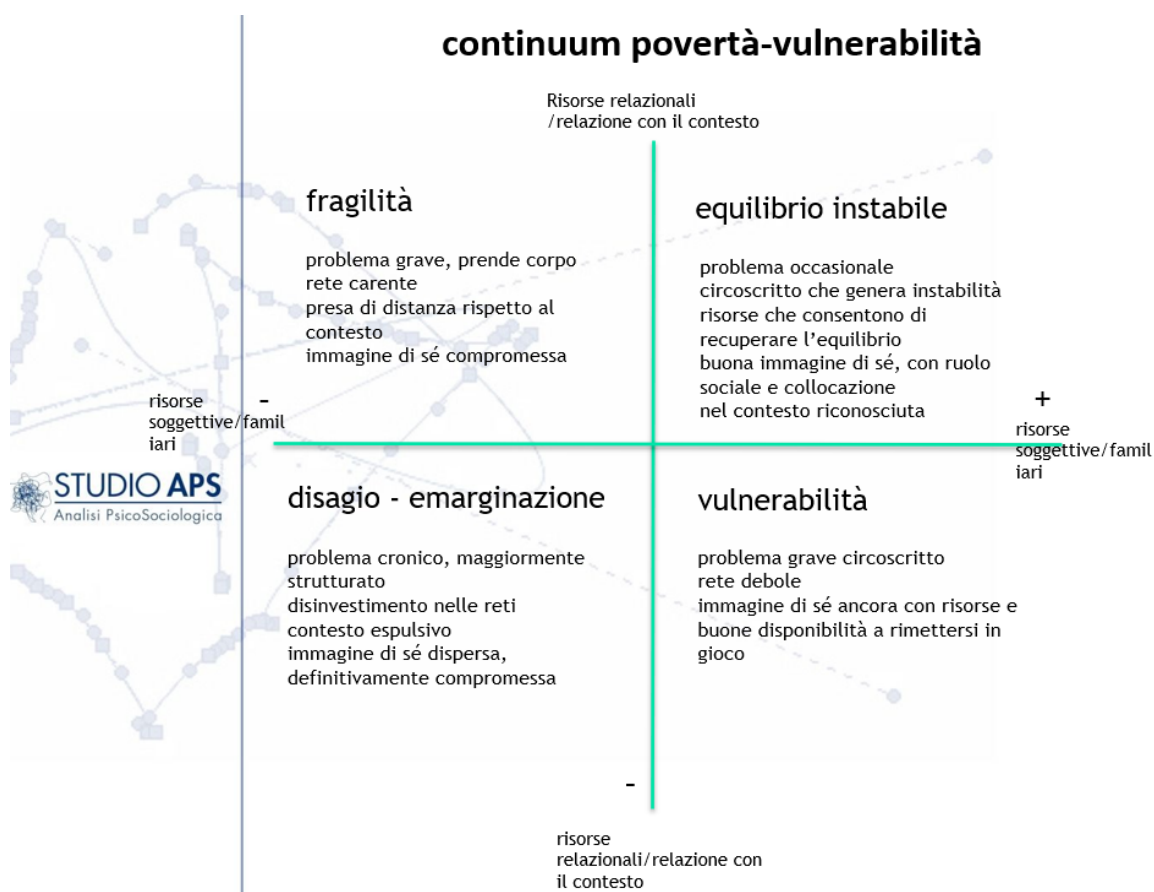 continuum povertà-vulnerabilità
Risorse relazionali
/relazione con il contesto
fragilità
problema grave, prende corpo
rete carente
presa di distanza rispetto al
contesto
immagine di sé compromessa
equilibrio instabile
problema occasionale
circoscritto che genera instabilità
risorse che consentono di
recuperare l'equilibrio
buona immagine di sé, con ruolo
sociale e collocazione
nel contesto riconosciuta
risorse
soggettive/famil
iari
-
+
risorse
soggettive/famil
iari
STUDIO APS
Analisi PsicoSociologica
disagio - emarginazione
problema cronico, maggiormente
strutturato
disinvestimento nelle reti
contesto espulsivo
immagine di sé dispersa,
definitivamente compromessa
vulnerabilità
problema grave circoscritto
rete debole
immagine di sé ancora con risorse e
buone disponibilità a rimettersi in
gioco
-
risorse
relazionali/relazione con
il contesto